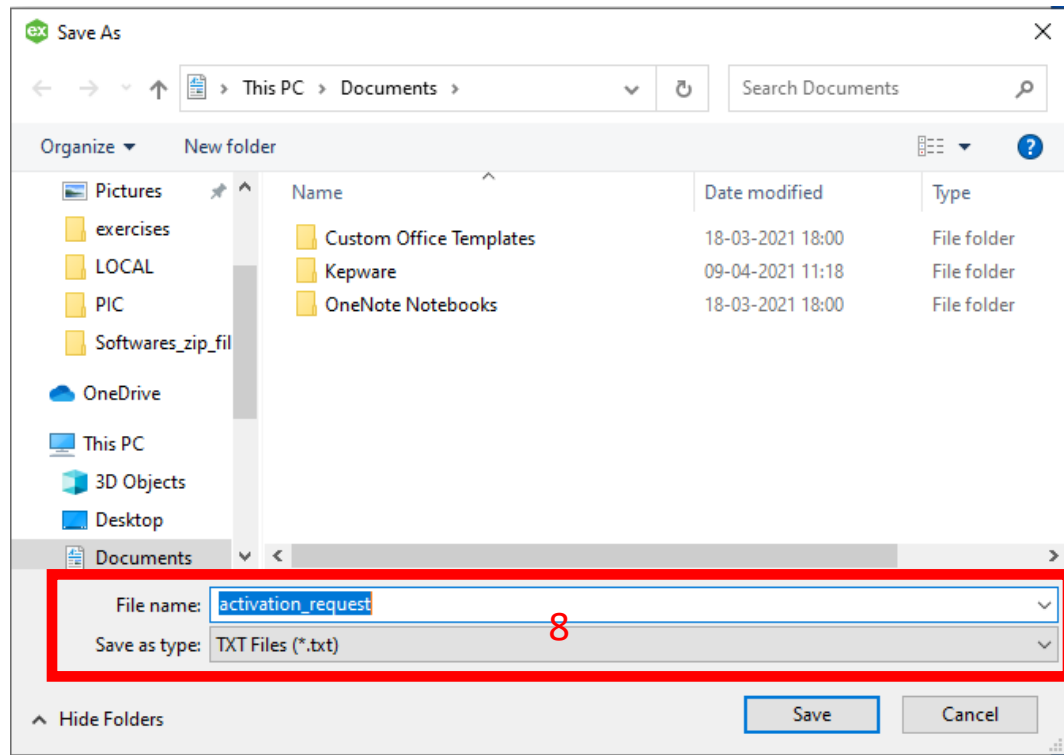 ex Save As
This PC > Documents >
Search Documents
Organize
New folder
?
Pictures
exercises
LOCAL
PIC
Softwares_zip_fil
OneDrive
This PC
3D Objects
Desktop
Documents
Name Date modified Type
Custom Office Templates 18-03-2021 18:00 File folder
Kepware 09-04-2021 11:18 File folder
OneNote Notebooks 18-03-2021 18:00 File folder
File name: activation_request
8
Save as type: TXT Files (*.txt)
Hide Folders
Save
Cancel